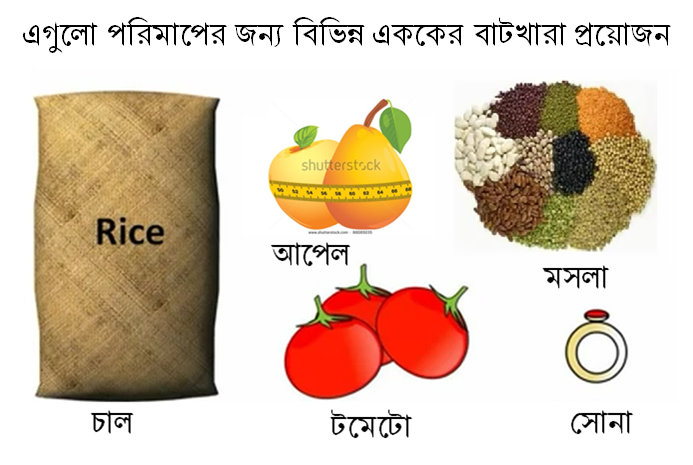 এগুলো পরিমাপের জন্য বিভিন্ন এককের বাটখারা প্রয়োজন
Rice
shutterstock
আপেল
মসলা
চাল
টমেটো
সোনা